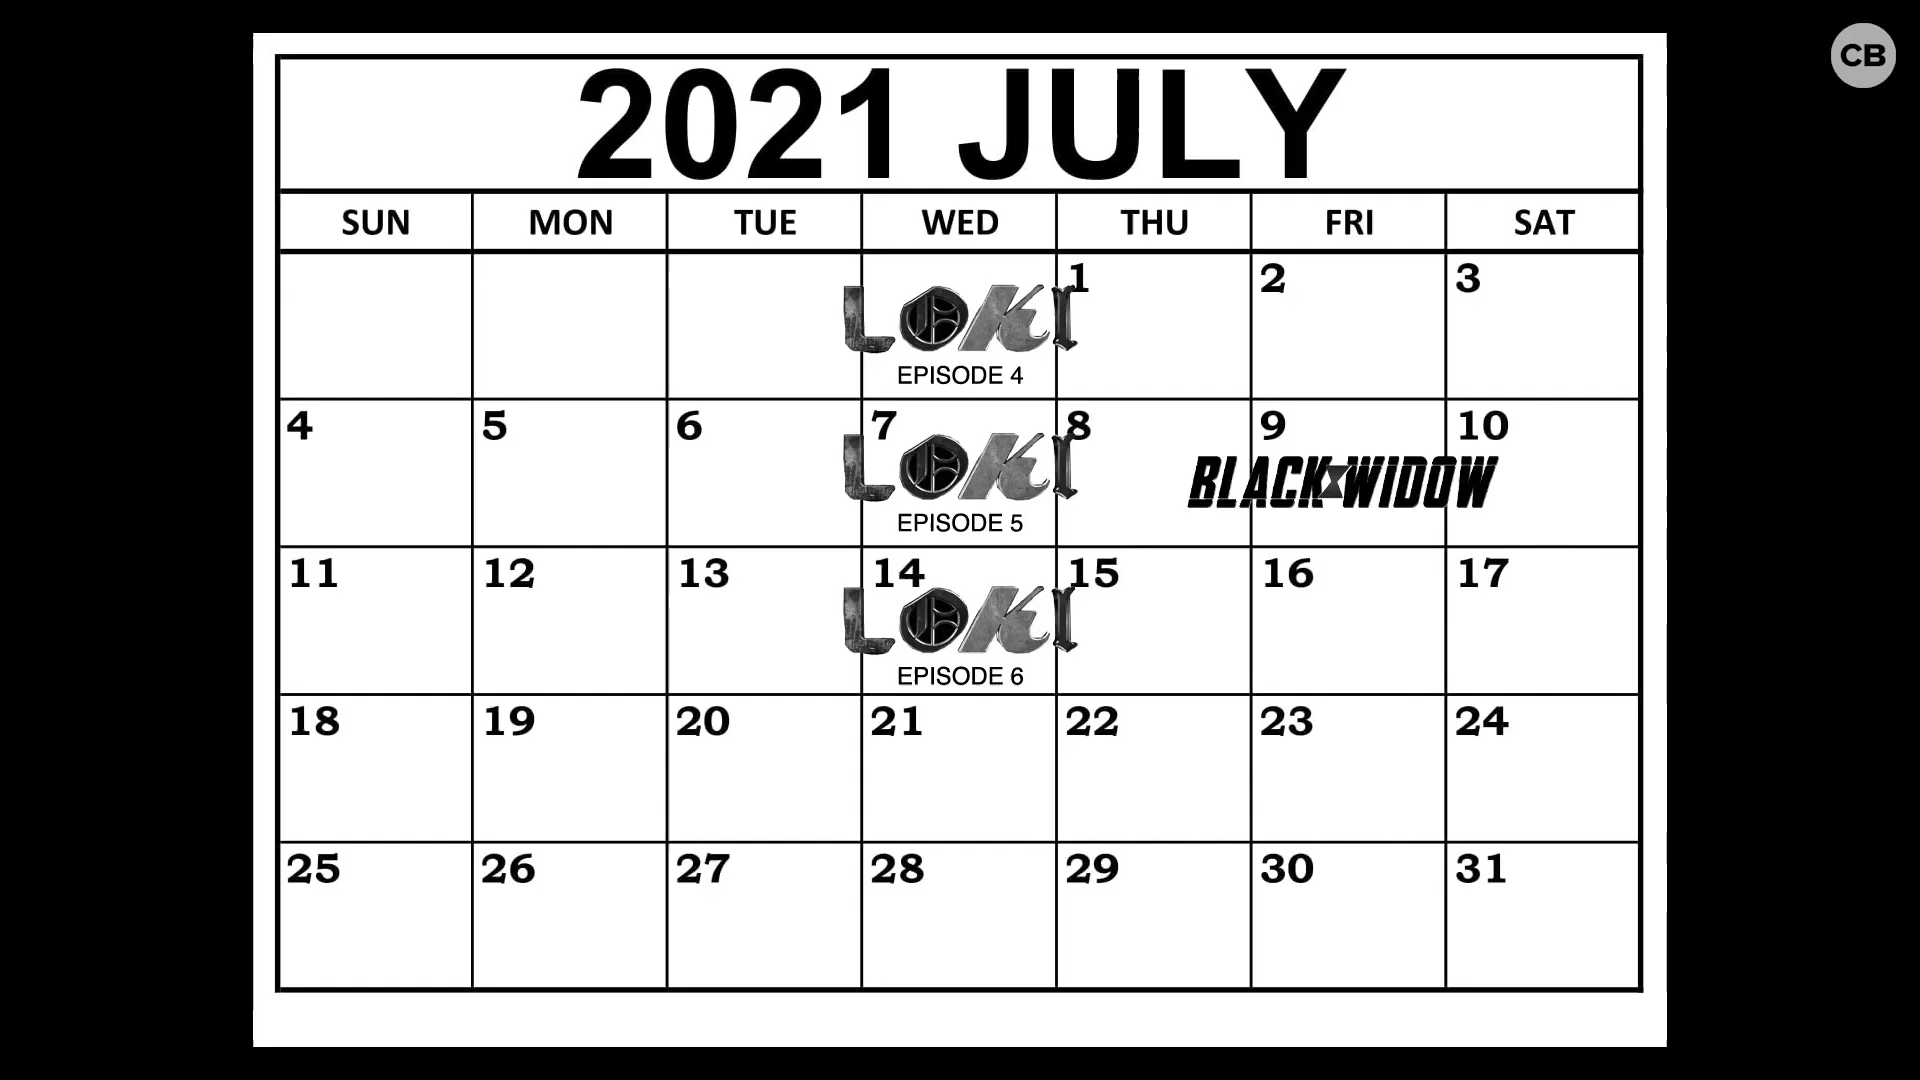 CB
2021 JULY
SUN MON TUE WED THU FRI SAT
1 2 3
LOKI
EPISODE 4
4 5 6 7 8 9 10
LOKI BLACK WIDOW
EPISODE 5
11 12 13 14 15 16 17
LOKI
EPISODE 6
18 19 20 21 22 23 24
25 26 27 28 29 30 31